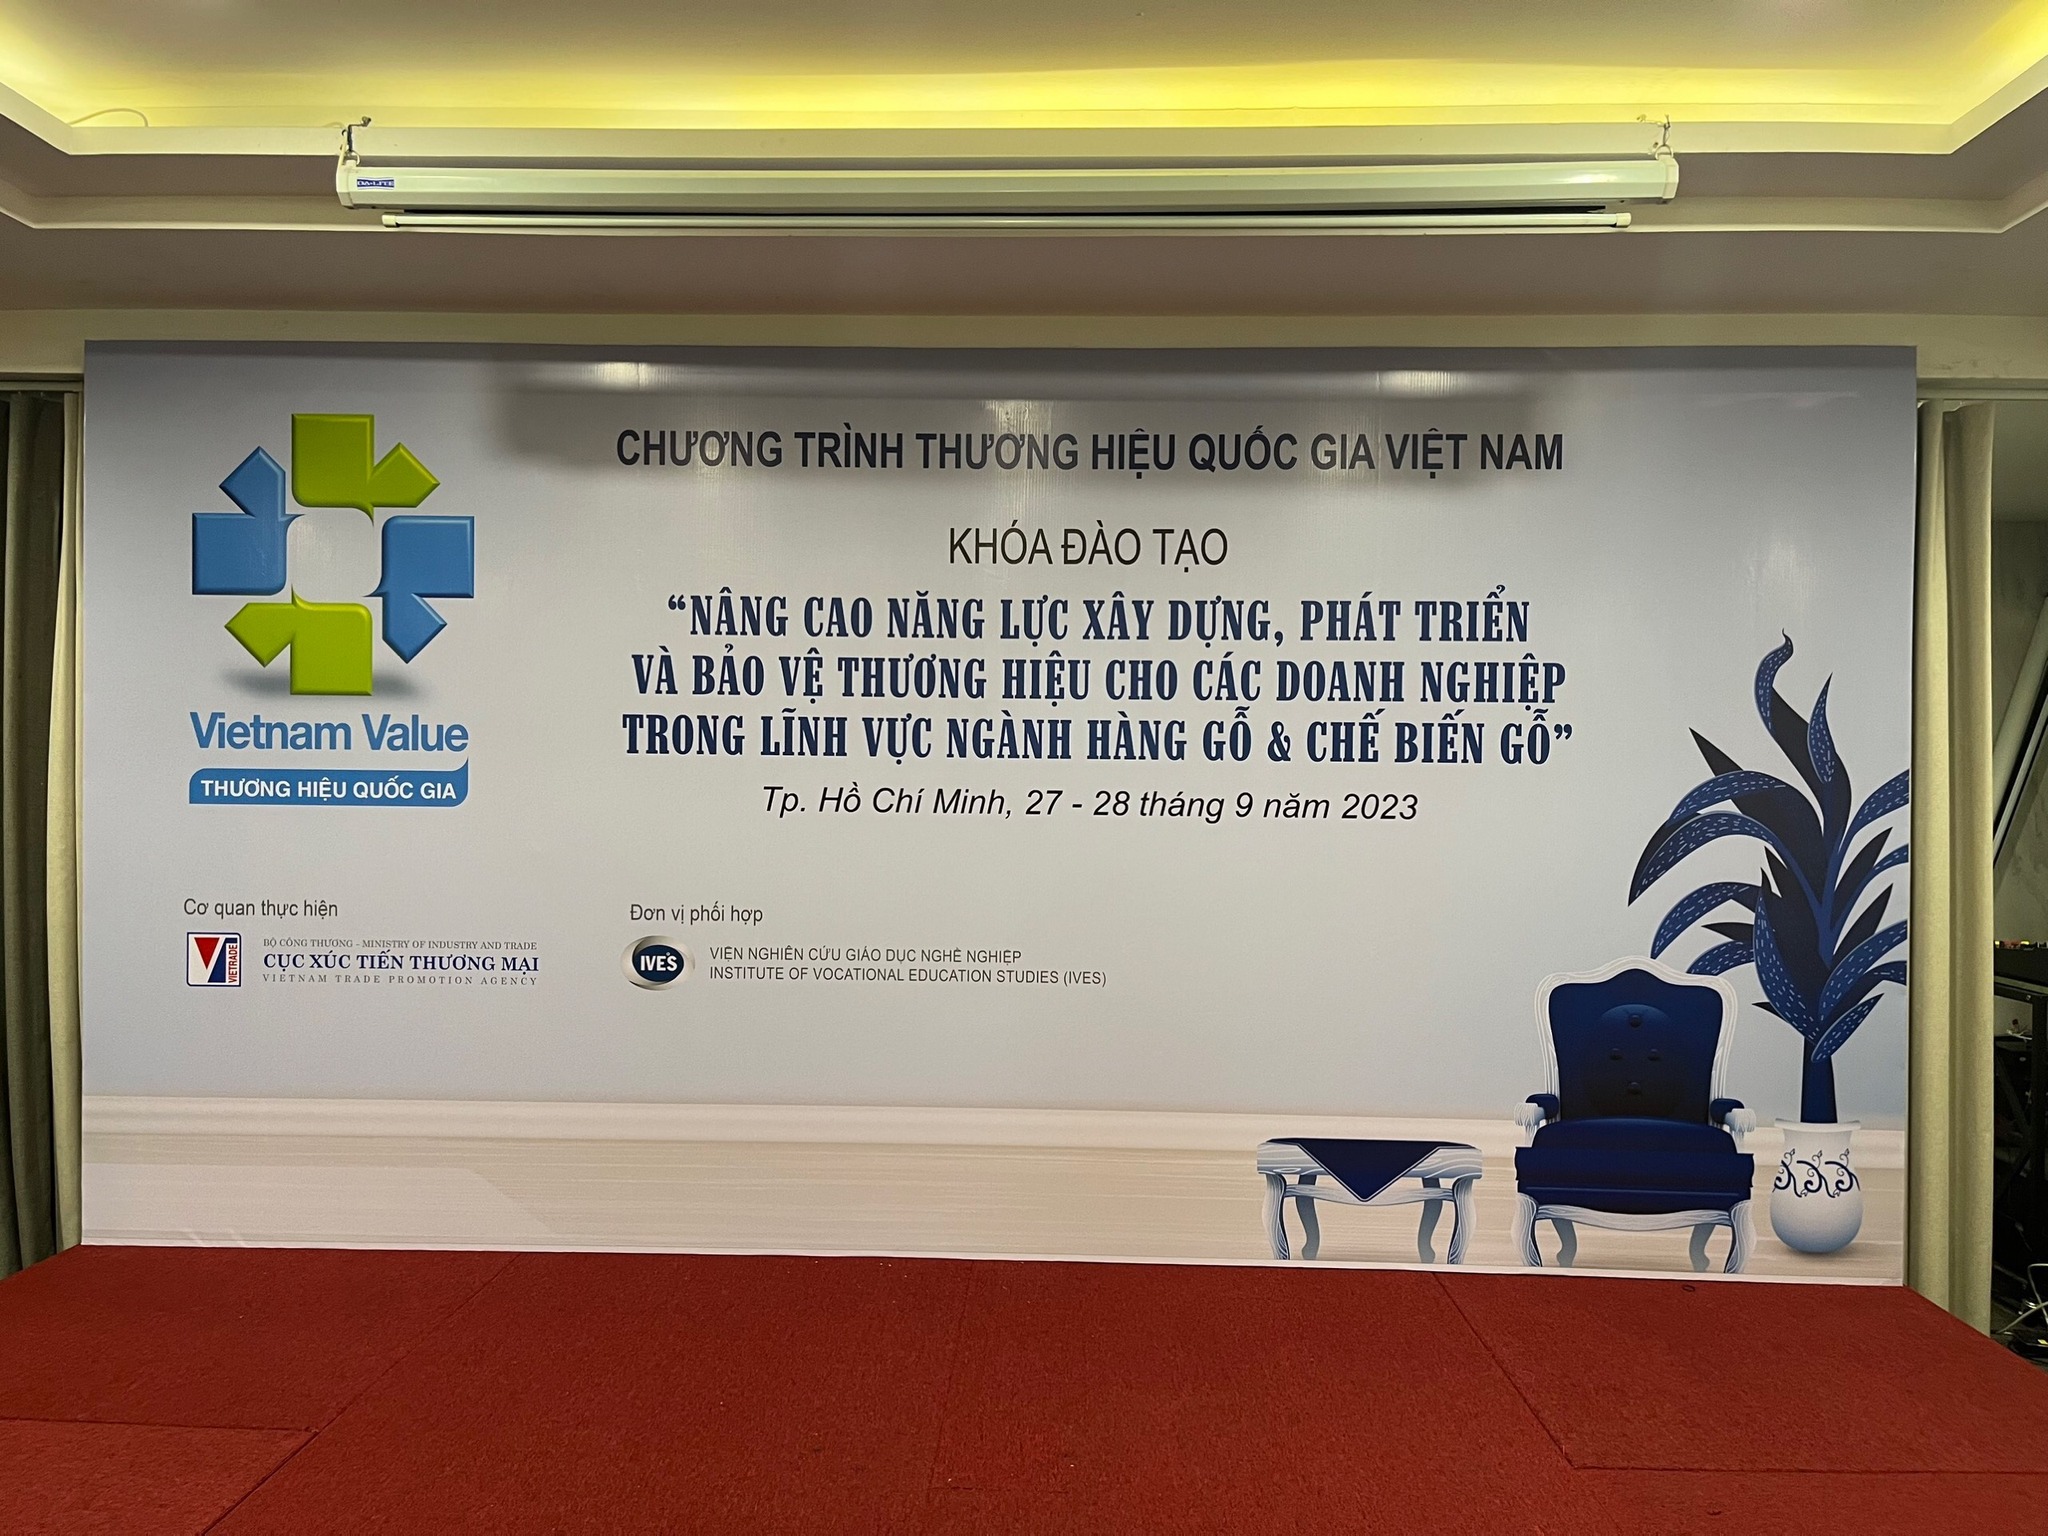 DA-LITE
CHƯƠNG TRÌNH THƯƠNG HIỆU QUỐC GIA VIỆT NAM
KHÓA ĐÀO TẠO
“NÂNG CAO NĂNG LỰC XÂY DỰNG, PHÁT TRIỂN
VÀ BẢO VỆ THƯƠNG HIỆU CHO CÁC DOANH NGHIỆP
TRONG LĨNH VỰC NGÀNH HÀNG GỖ & CHẾ BIẾN GỖ”
Tp. Hồ Chí Minh, 27 - 28 tháng 9 năm 2023
Vietnam Value
THƯƠNG HIỆU QUỐC GIA
Cơ quan thực hiện
VIETRADE
BỘ CÔNG THƯƠNG - MINISTRY OF INDUSTRY AND TRADE
CỤC XÚC TIẾN THƯƠNG MẠI
VIETNAM TRADE PROMOTION AGENCY
Đơn vị phối hợp
IVES
VIỆN NGHIÊN CỨU GIÁO DỤC NGHỀ NGHIỆP
INSTITUTE OF VOCATIONAL EDUCATION STUDIES (IVES)